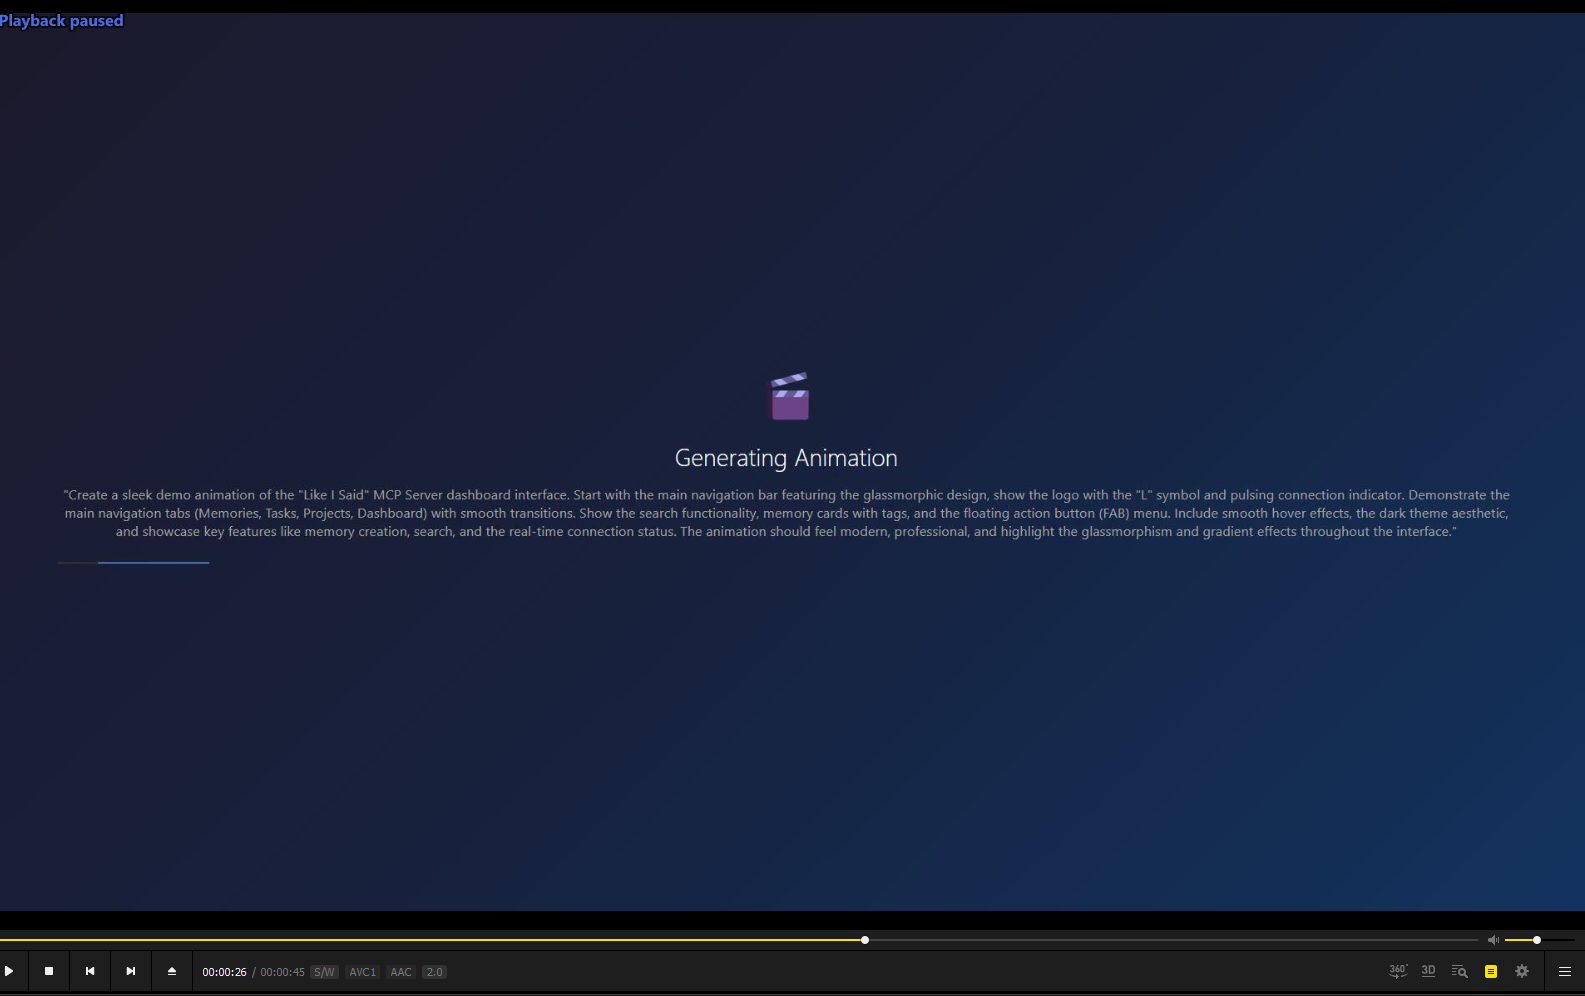 Playback paused
Generating Animation
"Create a sleek demo animation of the "Like I Said" MCP Server dashboard interface. Start with the main navigation bar featuring the glassmorphic design, show the logo with the "L" symbol and pulsing connection indicator. Demonstrate the
main navigation tabs (Memories, Tasks, Projects, Dashboard) with smooth transitions. Show the search functionality, memory cards with tags, and the floating action button (FAB) menu. Include smooth hover effects, the dark theme aesthetic,
and showcase key features like memory creation, search, and the real-time connection status. The animation should feel modern, professional, and highlight the glassmorphism and gradient effects throughout the interface."
00:00:26 / 00:00:45 S/W AVC1 AAC 2.0 360° 3D